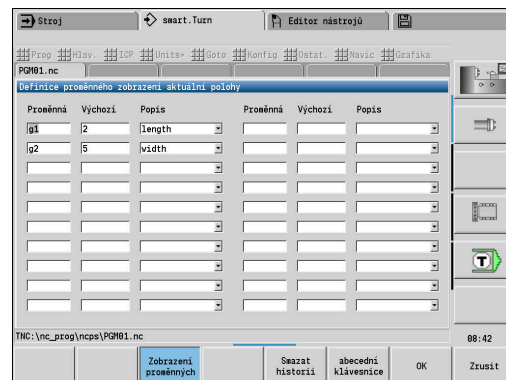 Stroj smart.Turn Editor nástrojů
Prog Hlav. ICP Units» Goto Konfig Ostat. Navíc Grafika
PGM01.nc
Definice proměnného zobrazení aktuální polohy
Proměnná Výchozí Popis Proměnná Výchozí Popis
g1 2 length
g2 5 width
TNC:\nc_prog\ncps\PGM01.nc
08:42
Zobrazení proměnných Smazat historii abecední klávesnice OK Zrusit
T